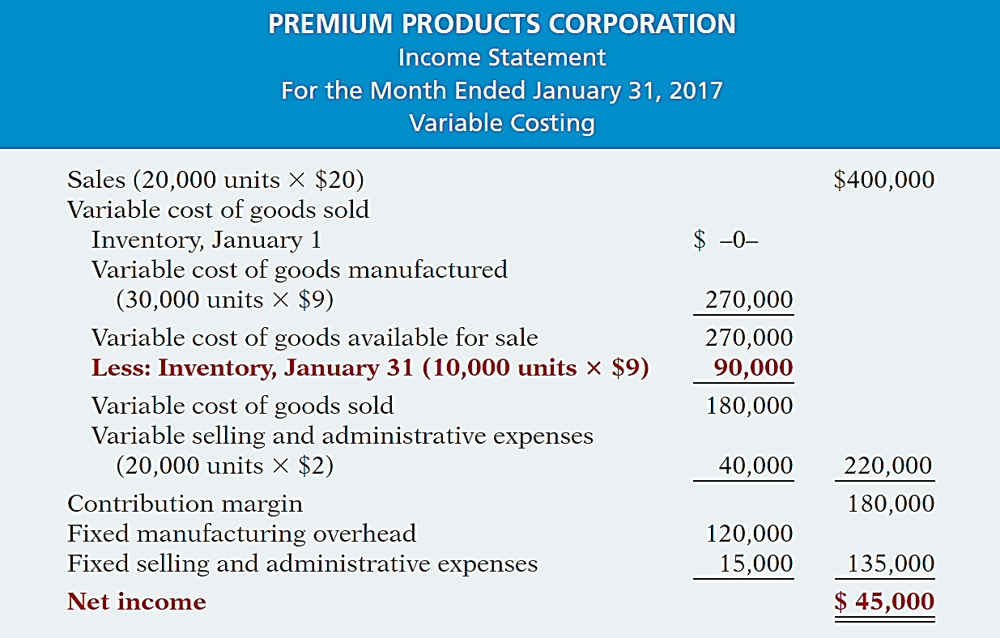 PREMIUM PRODUCTS CORPORATION
Income Statement
For the Month Ended January 31, 2017
Variable Costing
Sales (20,000 units × $20) $400,000
Variable cost of goods sold
Inventory, January 1 $ –0–
Variable cost of goods manufactured
(30,000 units × $9) 270,000
Variable cost of goods available for sale 270,000
Less: Inventory, January 31 (10,000 units × $9) 90,000
Variable cost of goods sold 180,000
Variable selling and administrative expenses
(20,000 units × $2) 40,000 220,000
Contribution margin 180,000
Fixed manufacturing overhead 120,000
Fixed selling and administrative expenses 15,000 135,000
Net income $ 45,000